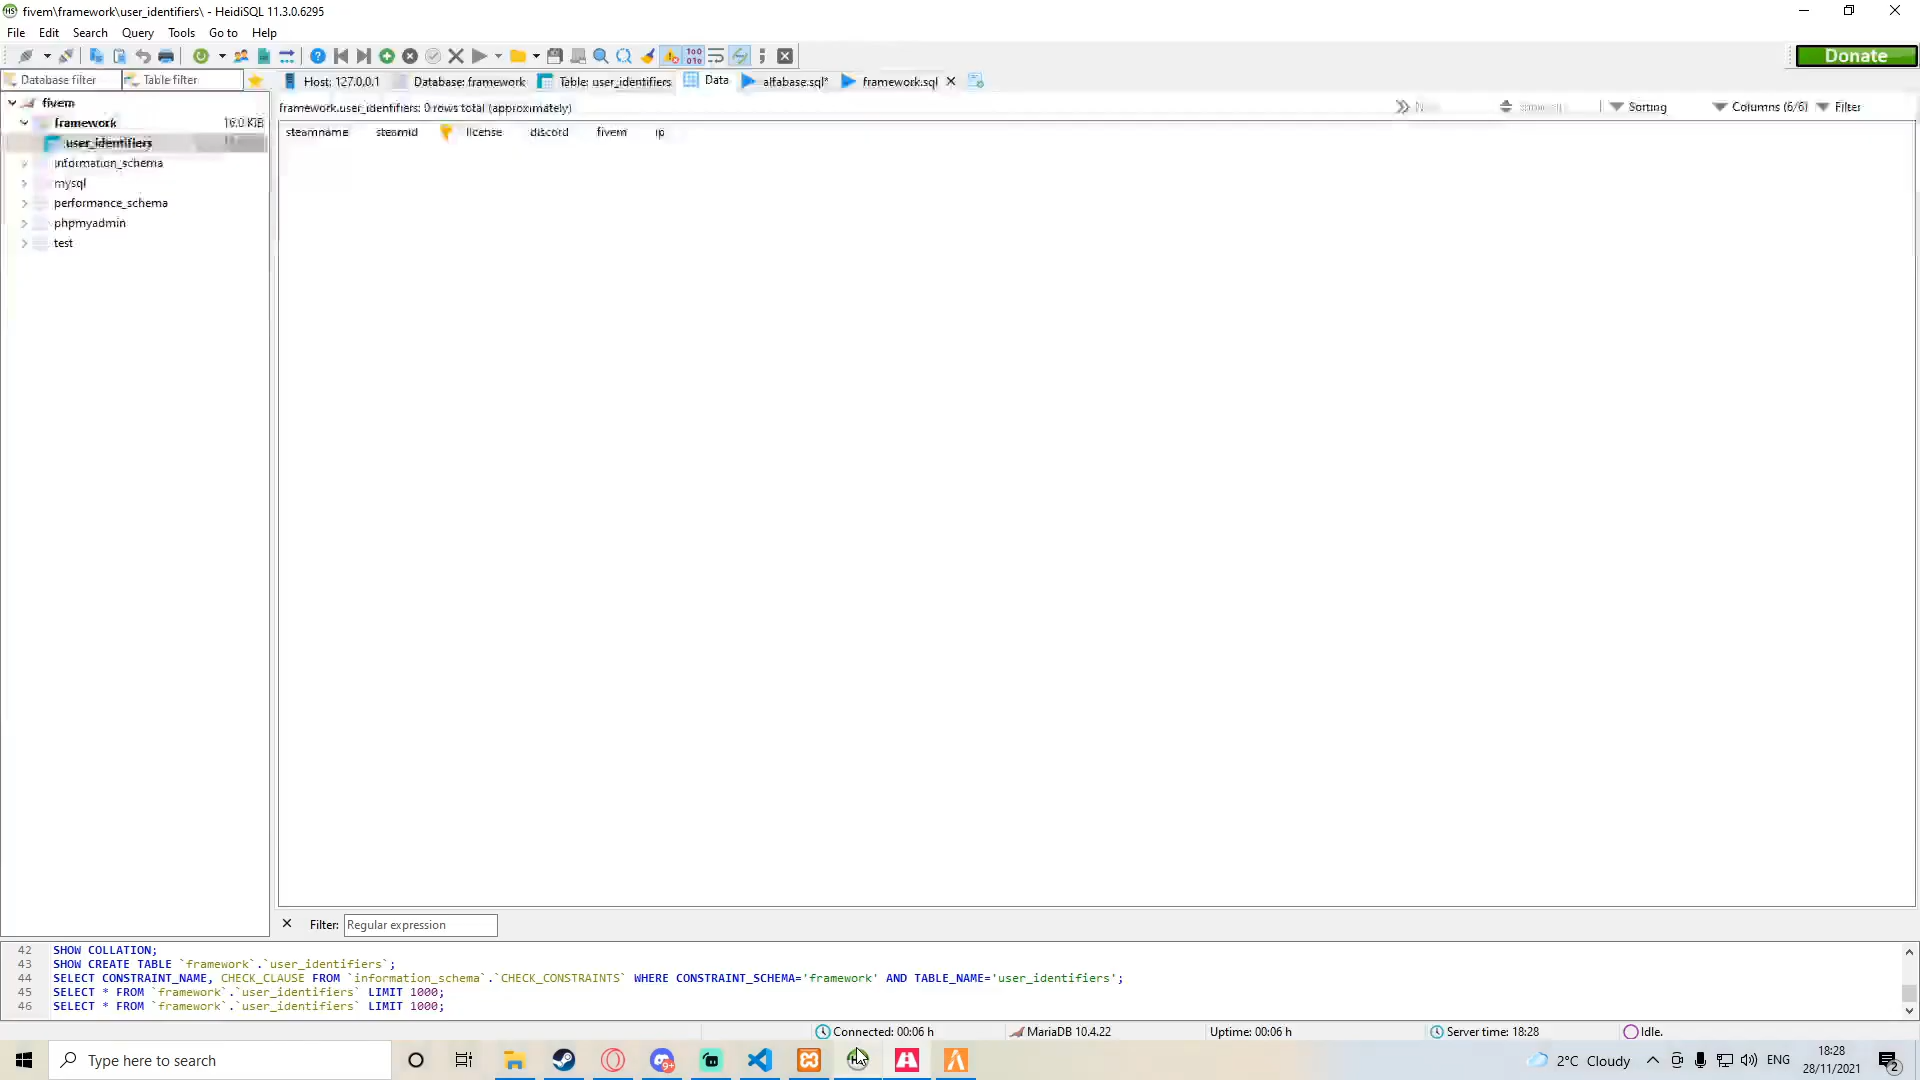 fivem\framework\user_identifiers\ - HeidiSQL 11.3.0.6295
File Edit Search Query Tools Go to Help
Donate
Database filter Table filter Host: 127.0.0.1 Database: framework Table: user_identifiers Data alfabase.sql* framework.sql
fivem
framework 16.0 KiB
user_identifiers
information_schema
mysql
performance_schema
phpmyadmin
test
framework.user_identifiers: 0 rows total (approximately) Sorting Columns (6/6) Filter
steamname steamid license discord fivem ip
Filter: Regular expression
42 SHOW COLLATION;
43 SHOW CREATE TABLE `framework`.`user_identifiers`;
44 SELECT CONSTRAINT_NAME, CHECK_CLAUSE FROM `information_schema`.`CHECK_CONSTRAINTS` WHERE CONSTRAINT_SCHEMA='framework' AND TABLE_NAME='user_identifiers';
45 SELECT * FROM `framework`.`user_identifiers` LIMIT 1000;
46 SELECT * FROM `framework`.`user_identifiers` LIMIT 1000;
Connected: 00:06 h MariaDB 10.4.22 Uptime: 00:06 h Server time: 18:28 Idle.
Type here to search 2°C Cloudy ENG 18:28
28/11/2021 2